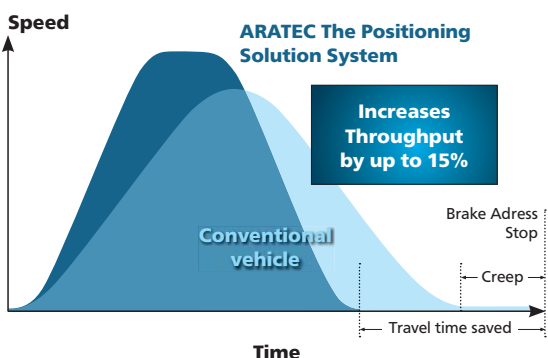 Speed
ARATEC The Positioning
Solution System
Increases
Throughput
by up to 15%
Brake Adress
Stop
Conventional
vehicle
Creep
Travel time saved
Time